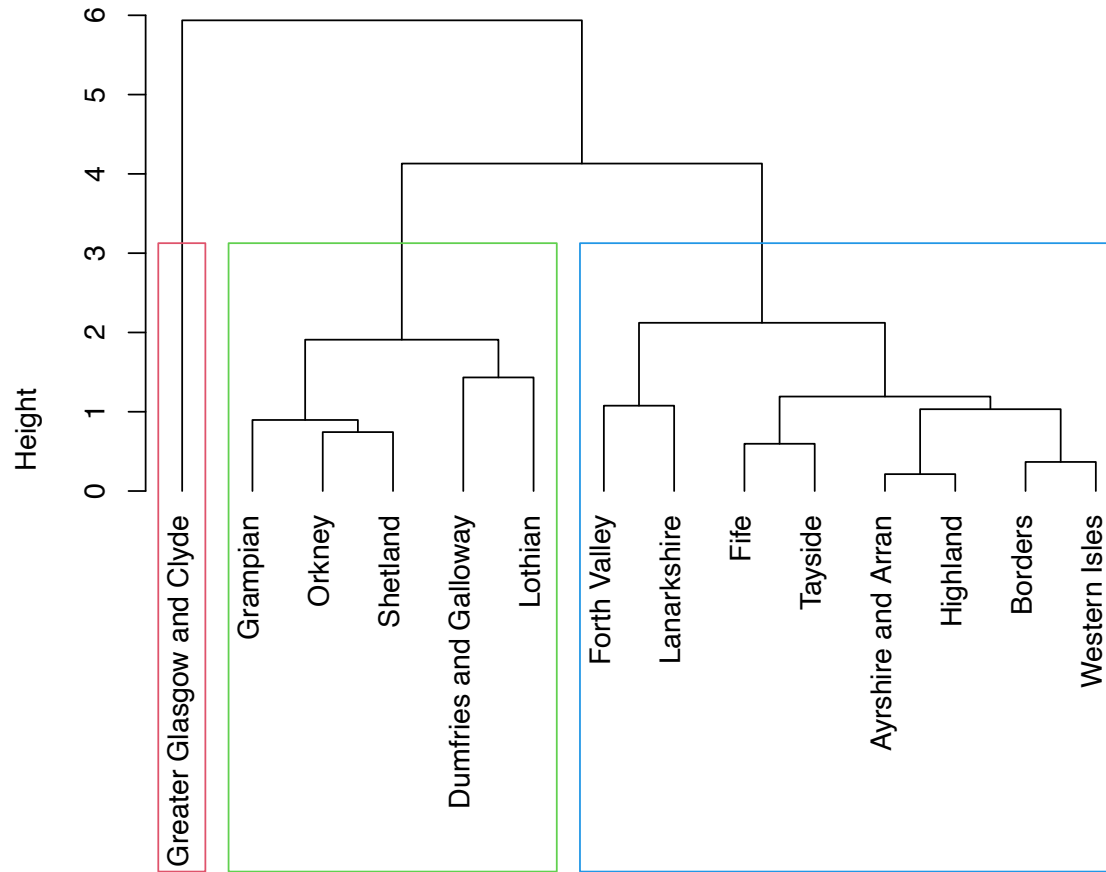 Height
6
5
4
3
2
1
0
Greater Glasgow and Clyde
Grampian
Orkney
Shetland
Dumfries and Galloway
Lothian
Forth Valley
Lanarkshire
Fife
Tayside
Ayrshire and Arran
Highland
Borders
Western Isles